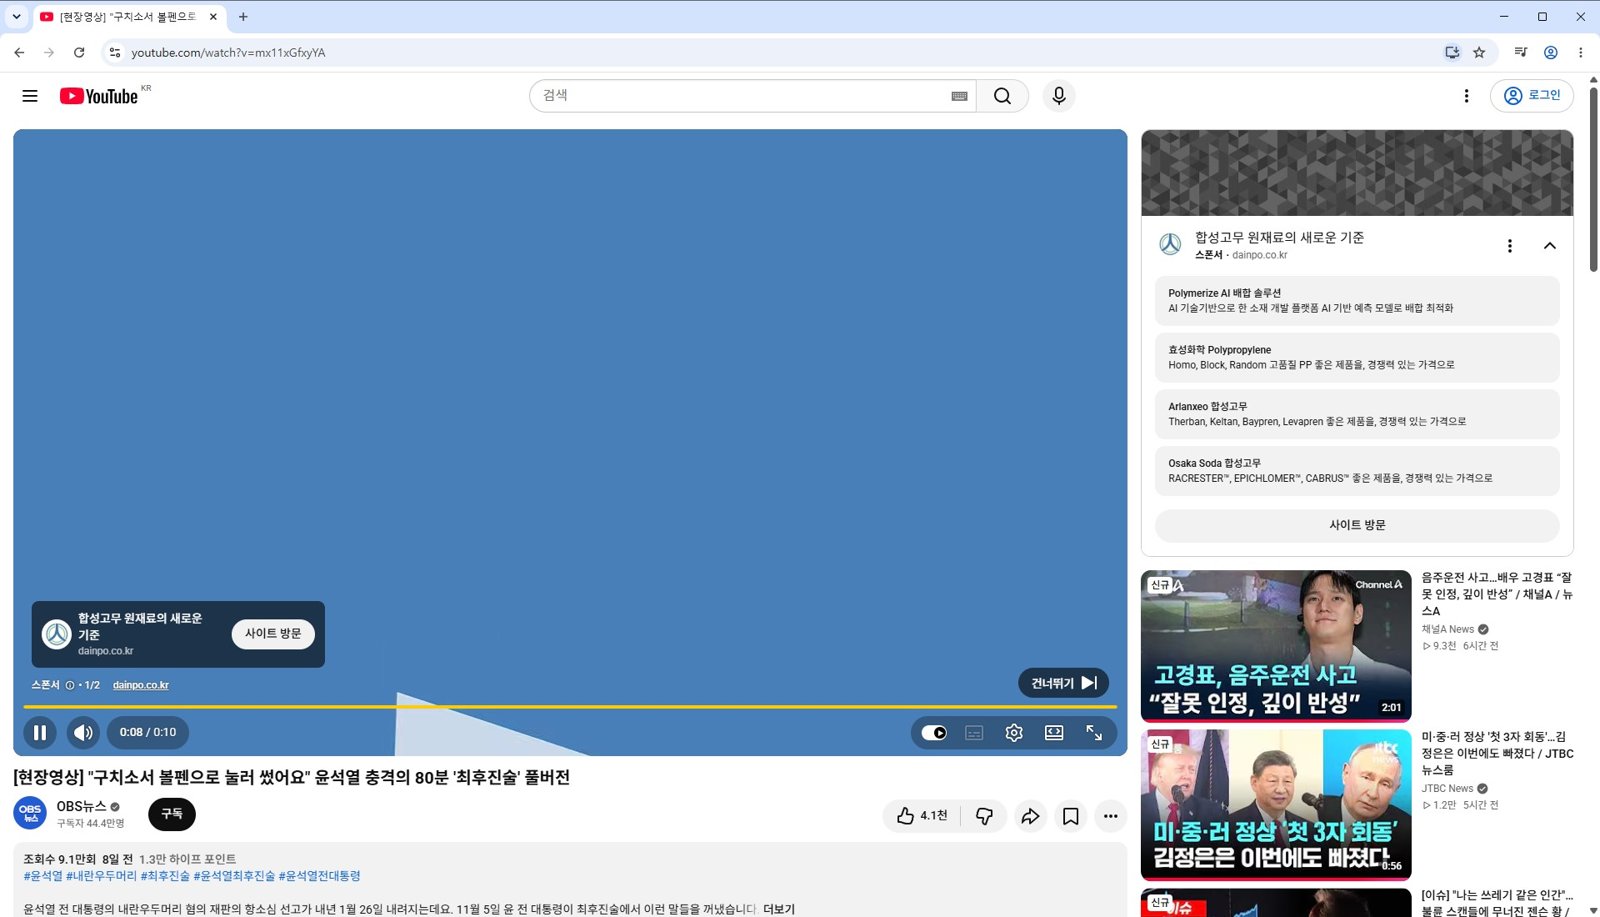 [현장영상] "구치소서 볼펜으로
youtube.com/watch?v=mx11xGfxyYA
YouTube KR
검색
로그인
합성고무 원재료의 새로운
기준
dainpo.co.kr
사이트 방문
스폰서 • 1/2 dainpo.co.kr
건너뛰기
0:08 / 0:10
[현장영상] "구치소서 볼펜으로 눌러 썼어요" 윤석열 충격의 80분 '최후진술' 풀버전
OBS 뉴스
OBS뉴스
구독자 44.4만명
구독
4.1천
조회수 9.1만회 8일 전 1.3만 하이프 포인트
#윤석열 #내란우두머리 #최후진술 #윤석열최후진술 #윤석열전대통령
윤석열 전 대통령의 내란우두머리 혐의 재판의 항소심 선고가 내년 1월 26일 내려지는데요. 11월 5일 윤 전 대통령이 최후진술에서 이런 말들을 꺼냈습니다. 더보기
합성고무 원재료의 새로운 기준
스폰서 · dainpo.co.kr
Polymerize AI 배합 솔루션
AI 기술기반으로 한 소재 개발 플랫폼 AI 기반 예측 모델로 배합 최적화
효성화학 Polypropylene
Homo, Block, Random 고품질 PP 좋은 제품을, 경쟁력 있는 가격으로
Arlanxeo 합성고무
Therban, Keltan, Baypren, Levapren 좋은 제품을, 경쟁력 있는 가격으로
Osaka Soda 합성고무
RACRESTER™, EPICHLOMER™, CABRUS™ 좋은 제품을, 경쟁력 있는 가격으로
사이트 방문
신규
Channel A
고경표, 음주운전 사고
“잘못 인정, 깊이 반성”
2:01
음주운전 사고...배우 고경표 “잘
못 인정, 깊이 반성” / 채널A / 뉴
스A
채널A News
9.3천 6시간 전
신규
jtbc NEWS
미·중·러 정상 '첫 3자 회동'
김정은은 이번에도 빠졌다
0:56
미·중·러 정상 '첫 3자 회동'...김
정은은 이번에도 빠졌다 / JTBC
뉴스룸
JTBC News
1.2만 5시간 전
신규
이슈
[이슈] "나는 쓰레기 같은 인간"...
불륜 스캔들에 무너진 젠슨 황 /